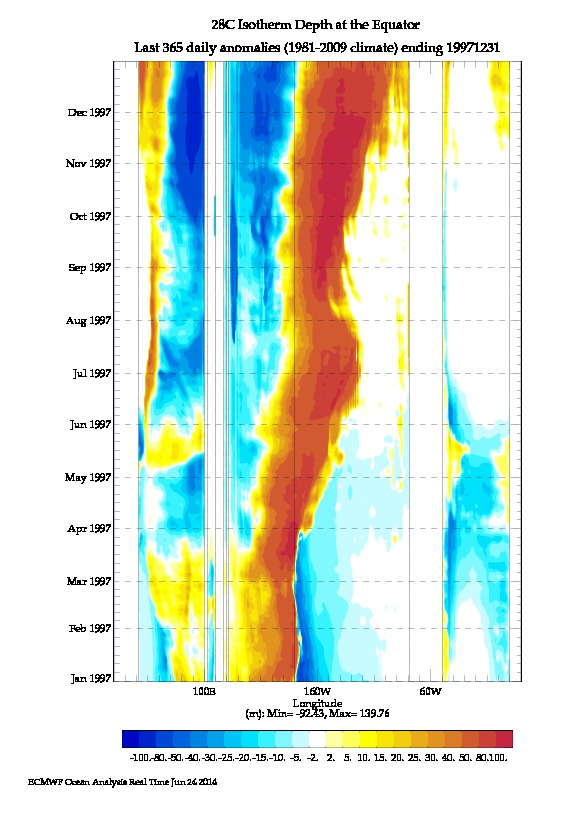 28C Isotherm Depth at the Equator
Last 365 daily anomalies (1981-2009 climate) ending 19971231
Dec 1997
Nov 1997
Oct 1997
Sep 1997
Aug 1997
Jul 1997
Jun 1997
May 1997
Apr 1997
Mar 1997
Feb 1997
Jan 1997
100E 160W 60W
Longitude
(m): Min= -92.43, Max= 139.76
-100.-80.-50.-40.-30.-25.-20.-15.-10. -5. -2. 2. 5. 10. 15. 20. 25. 30. 40. 50. 80.100.
ECMWF Ocean Analysis Real Time Jun 24 2014